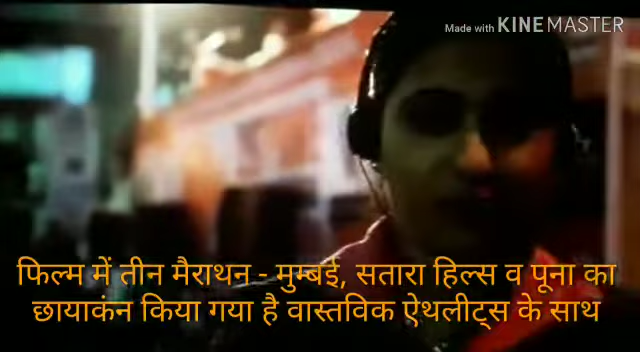 Made with KINEMASTER
फिल्म में तीन मैराथन - मुम्बई, सतारा हिल्स व पूना का
छायाकंन किया गया है वास्तविक ऐथलीट्स के साथ